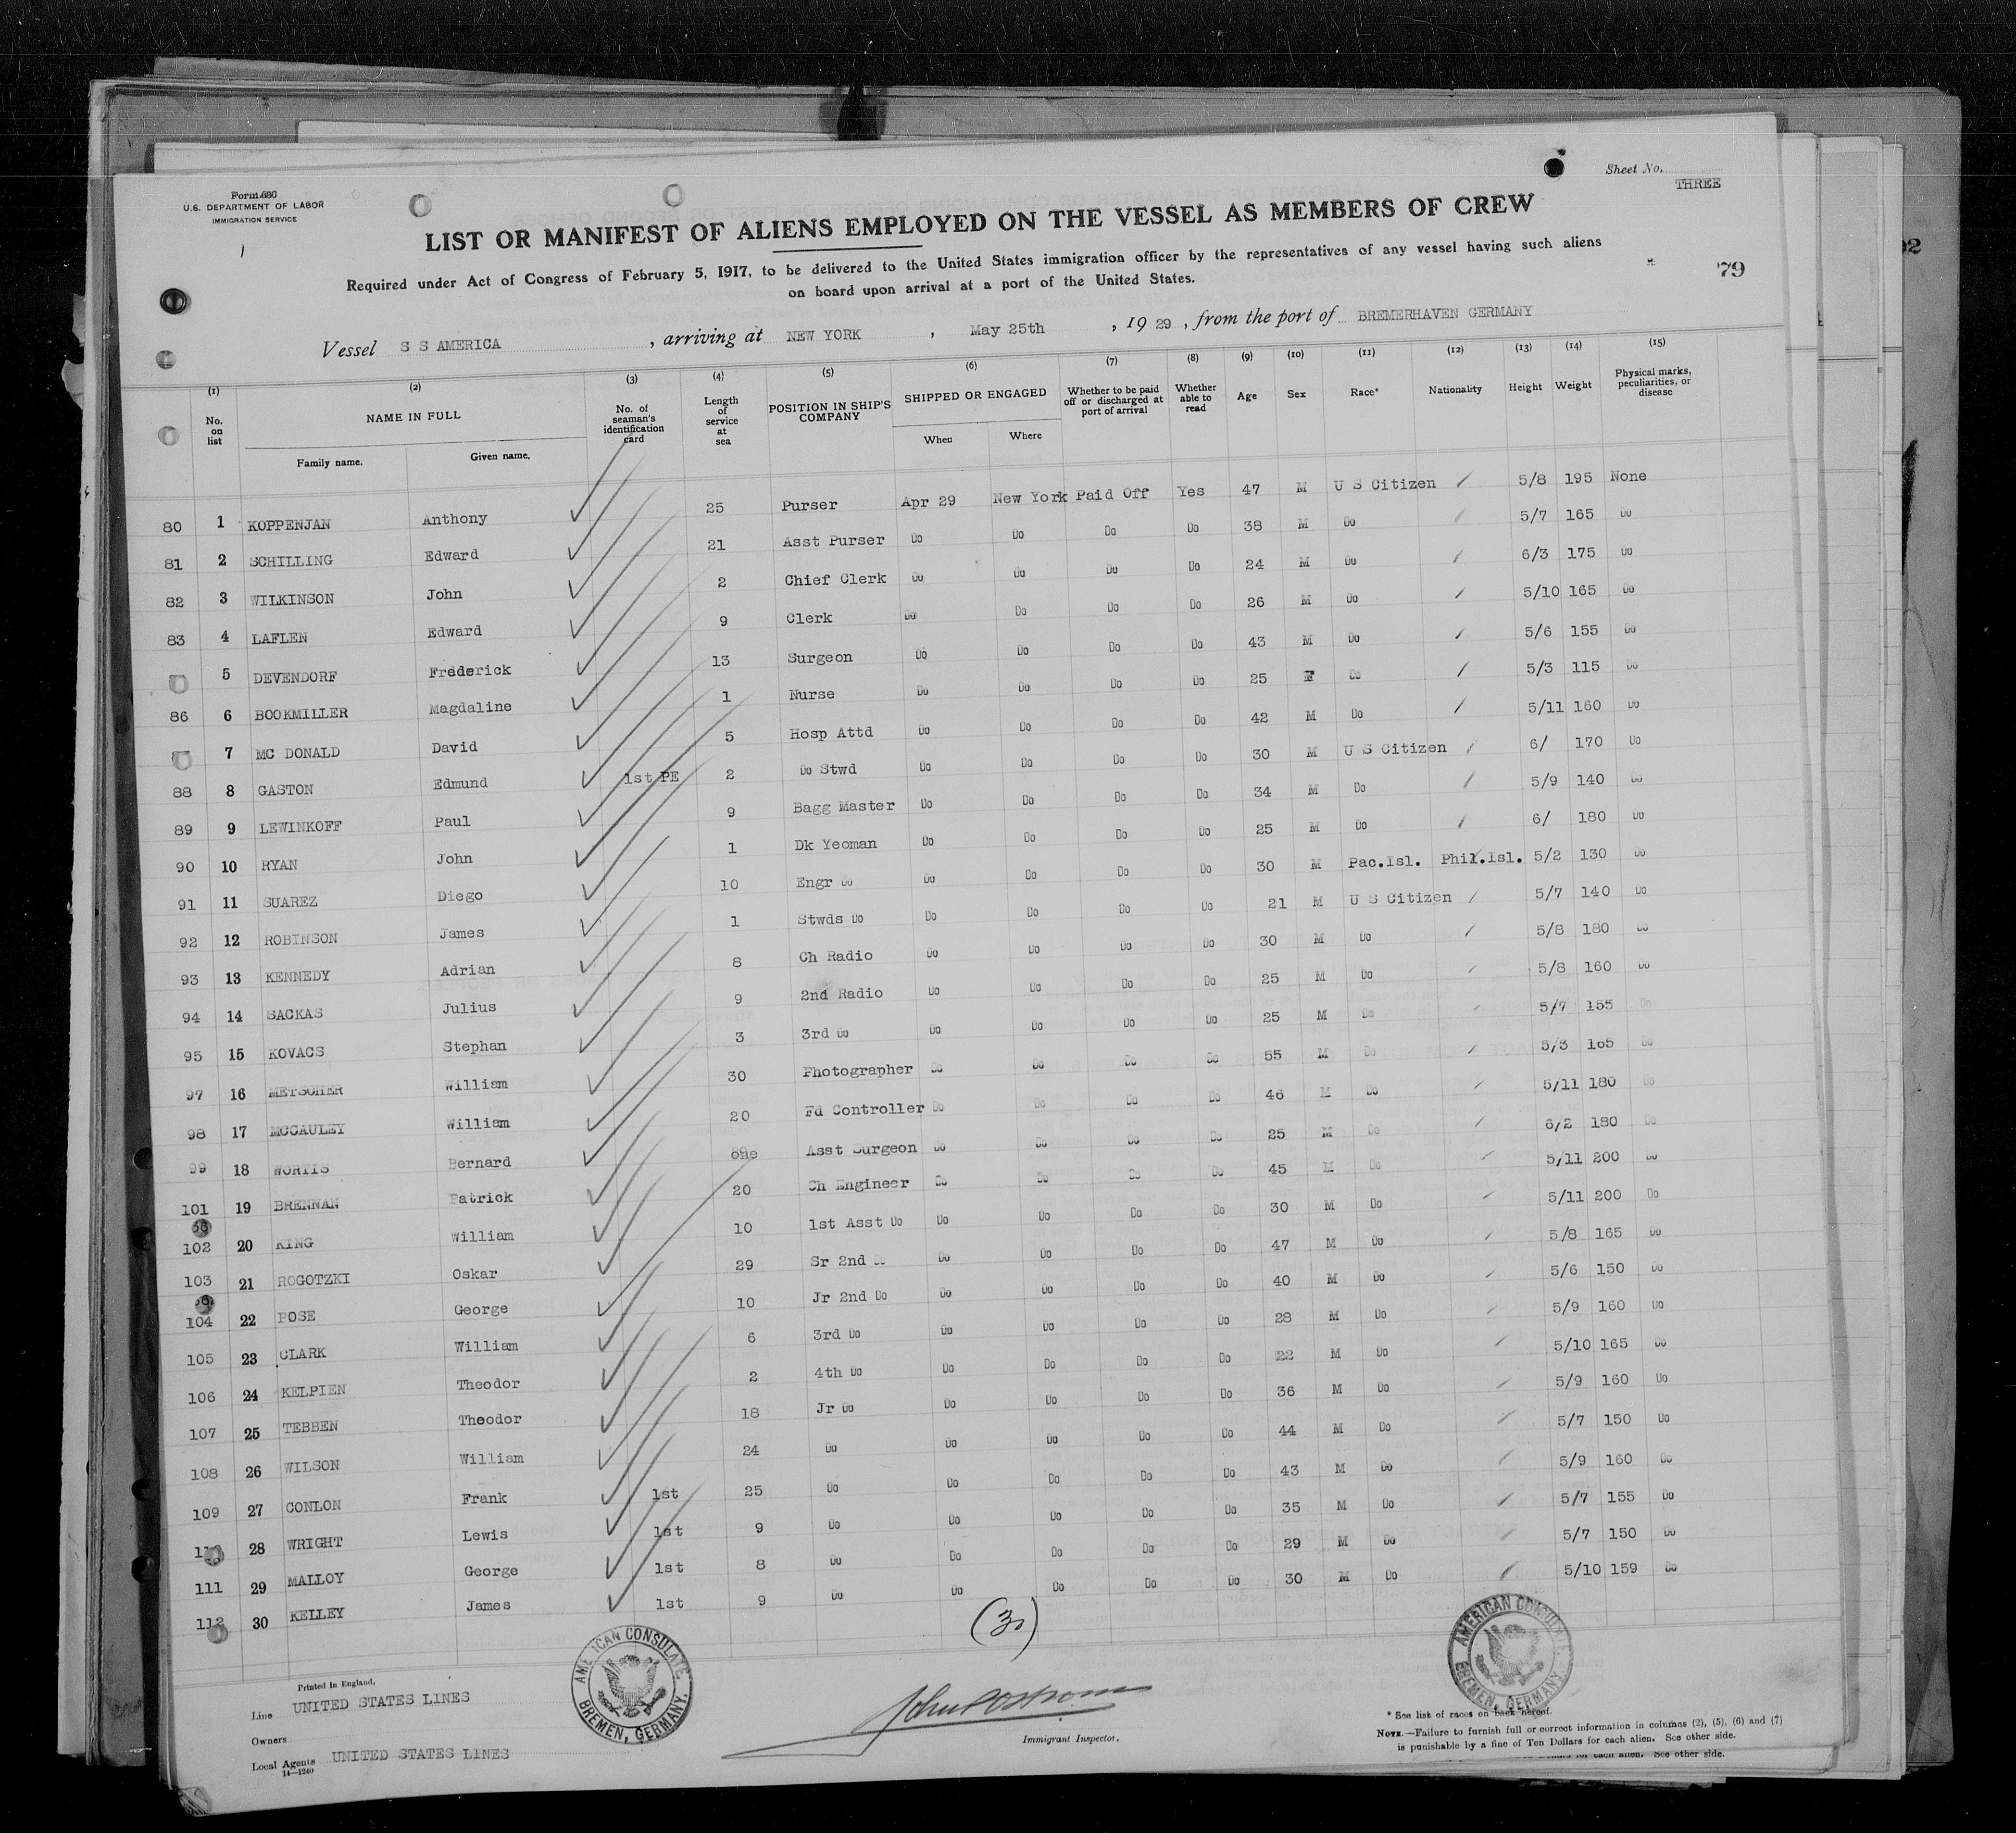 Form 680
U.S. DEPARTMENT OF LABOR
IMMIGRATION SERVICE
Sheet No. THREE
LIST OR MANIFEST OF ALIENS EMPLOYED ON THE VESSEL AS MEMBERS OF CREW
Required under Act of Congress of February 5, 1917, to be delivered to the United States immigration officer by the representatives of any vessel having such aliens
on board upon arrival at a port of the United States.
79
Vessel S S AMERICA, arriving at NEW YORK, May 25th, 1929, from the port of BREMERHAVEN GERMANY
(1) (2) (3) (4) (5) (6) (7) (8) (9) (10) (11) (12) (13) (14) (15)
No. on list NAME IN FULL Family name. Given name. No. of seaman's identification card Length of service at sea POSITION IN SHIP'S COMPANY SHIPPED OR ENGAGED When Where Whether to be paid off or discharged at port of arrival Whether able to read Age Sex Race* Nationality Height Weight Physical marks, peculiarities, or disease
80 1 KOPPENJAN Anthony 25 Purser Apr 29 New York Paid Off Yes 47 M U S Citizen 5/8 195 None
81 2 SCHILLING Edward 21 Asst Purser Do Do Do Do 38 M Do 5/7 165 Do
82 3 WILKINSON John 2 Chief Clerk Do Do Do Do 24 M Do 6/3 175 Do
83 4 LAFLEN Edward 9 Clerk Do Do Do Do 26 M Do 5/10 165 Do
5 DEVENDORF Frederick 13 Surgeon Do Do Do Do 43 M Do 5/6 155 Do
86 6 BOOKMILLER Magdaline 1 Nurse Do Do Do Do 25 F Do 5/3 115 Do
7 MC DONALD David 5 Hosp Attd Do Do Do Do 42 M Do 5/11 160 Do
88 8 GASTON Edmund 1st PE 2 Do Stwd Do Do Do Do 30 M U S Citizen 6/ 170 Do
89 9 LEWINKOFF Paul 9 Bagg Master Do Do Do Do 34 M Do 5/9 140 Do
90 10 RYAN John 1 Dk Yeoman Do Do Do Do 25 M Do 6/ 180 Do
91 11 SUAREZ Diego 10 Engr Do Do Do Do Do 30 M Pac.Isl. Phil.Isl. 5/2 130 Do
92 12 ROBINSON James 1 Stwds Do Do Do Do Do 21 M U S Citizen 5/7 140 Do
93 13 KENNEDY Adrian 8 Ch Radio Do Do Do Do 30 M Do 5/8 180 Do
94 14 SACKAS Julius 9 2nd Radio Do Do Do Do 25 M Do 5/8 160 Do
95 15 KOVACS Stephan 3 3rd Do Do Do Do Do 25 M Do 5/7 155 Do
97 16 METSCHER William 30 Photographer Do Do Do Do 55 M Do 5/3 165 Do
98 17 MCCAULEY William 20 Fd Controller Do Do Do Do 46 M Do 5/11 180 Do
99 18 WORTIS Bernard one Asst Surgeon Do Do Do Do 25 M Do 6/2 180 Do
101 19 BRENNAN Patrick 20 Ch Engineer Do Do Do Do 45 M Do 5/11 200 Do
102 20 KING William 10 1st Asst Do Do Do Do Do 30 M Do 5/11 200 Do
103 21 ROGOTZKI Oskar 29 Sr 2nd Do Do Do Do Do 47 M Do 5/8 165 Do
104 22 POSE George 10 Jr 2nd Do Do Do Do Do 40 M Do 5/6 150 Do
105 23 CLARK William 6 3rd Do Do Do Do Do 28 M Do 5/9 160 Do
106 24 KELPIEN Theodor 2 4th Do Do Do Do Do 22 M Do 5/10 165 Do
107 25 TEBBEN Theodor 18 Jr Do Do Do Do Do 36 M Do 5/9 160 Do
108 26 WILSON William 24 Do Do Do Do Do 44 M Do 5/7 150 Do
109 27 CONLON Frank 1st 25 Do Do Do Do Do 43 M Do 5/9 160 Do
28 WRIGHT Lewis 1st 9 Do Do Do Do Do 35 M Do 5/7 155 Do
111 29 MALLOY George 1st 8 Do Do Do Do Do 29 M Do 5/7 150 Do
112 30 KELLEY James 1st 9 Do Do Do Do Do 30 M Do 5/10 159 Do
(30)
Printed in England.
Line UNITED STATES LINES
Owners
Local Agents UNITED STATES LINES
14—1240
AMERICAN CONSULATE BREMEN, GERMANY.
Immigrant Inspector.
AMERICAN CONSULATE BREMEN, GERMANY.
* See list of races on back hereof.
NOTE.—Failure to furnish full or correct information in columns (2), (5), (6) and (7)
is punishable by a fine of Ten Dollars for each alien. See other side.
for each alien. See other side.